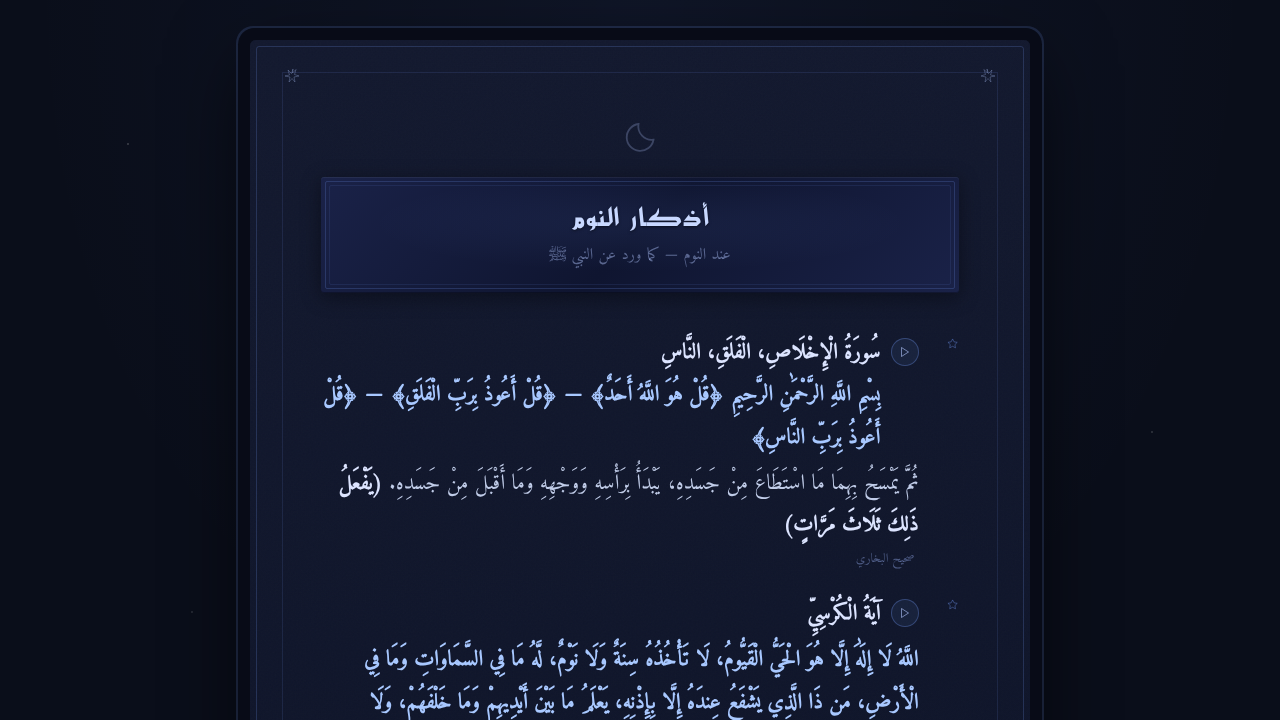 أذكار النوم
عند النوم — كما ورد عن النبي ﷺ
سُورَةُ الْإِخْلَاصِ، الْفَلَقِ، النَّاسِ
بِسْمِ اللَّهِ الرَّحْمَٰنِ الرَّحِيمِ ﴿قُلْ هُوَ اللَّهُ أَحَدٌ﴾ — ﴿قُلْ أَعُوذُ بِرَبِّ الْفَلَقِ﴾ — ﴿قُلْ
أَعُوذُ بِرَبِّ النَّاسِ﴾
ثُمَّ يَمْسَحُ بِهِمَا مَا اسْتَطَاعَ مِنْ جَسَدِهِ، يَبْدَأُ بِرَأْسِهِ وَوَجْهِهِ وَمَا أَقْبَلَ مِنْ جَسَدِهِ. (يَفْعَلُ
ذَلِكَ ثَلَاثَ مَرَّاتٍ)
صحيح البخاري
آيَةُ الْكُرْسِيِّ
اللَّهُ لَا إِلَٰهَ إِلَّا هُوَ الْحَيُّ الْقَيُّومُ، لَا تَأْخُذُهُ سِنَةٌ وَلَا نَوْمٌ، لَّهُ مَا فِي السَّمَاوَاتِ وَمَا فِي
الْأَرْضِ، مَن ذَا الَّذِي يَشْفَعُ عِندَهُ إِلَّا بِإِذْنِهِ، يَعْلَمُ مَا بَيْنَ أَيْدِيهِمْ وَمَا خَلْفَهُمْ، وَلَا